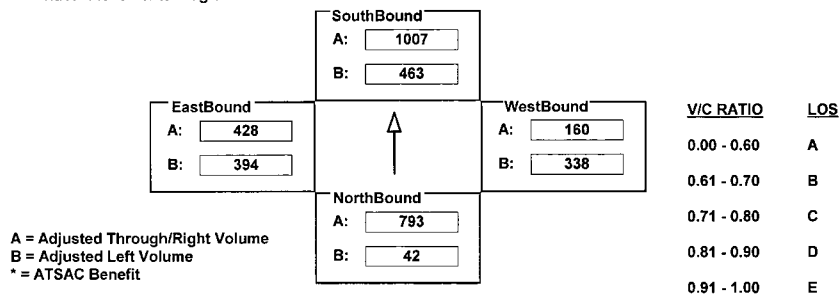 SouthBound
A: 1007
B: 463
EastBound
A: 428
B: 394
WestBound
A: 160
B: 338
NorthBound
A: 793
B: 42
A = Adjusted Through/Right Volume
B = Adjusted Left Volume
* = ATSAC Benefit
V/C RATIO LOS
0.00 - 0.60 A
0.61 - 0.70 B
0.71 - 0.80 C
0.81 - 0.90 D
0.91 - 1.00 E